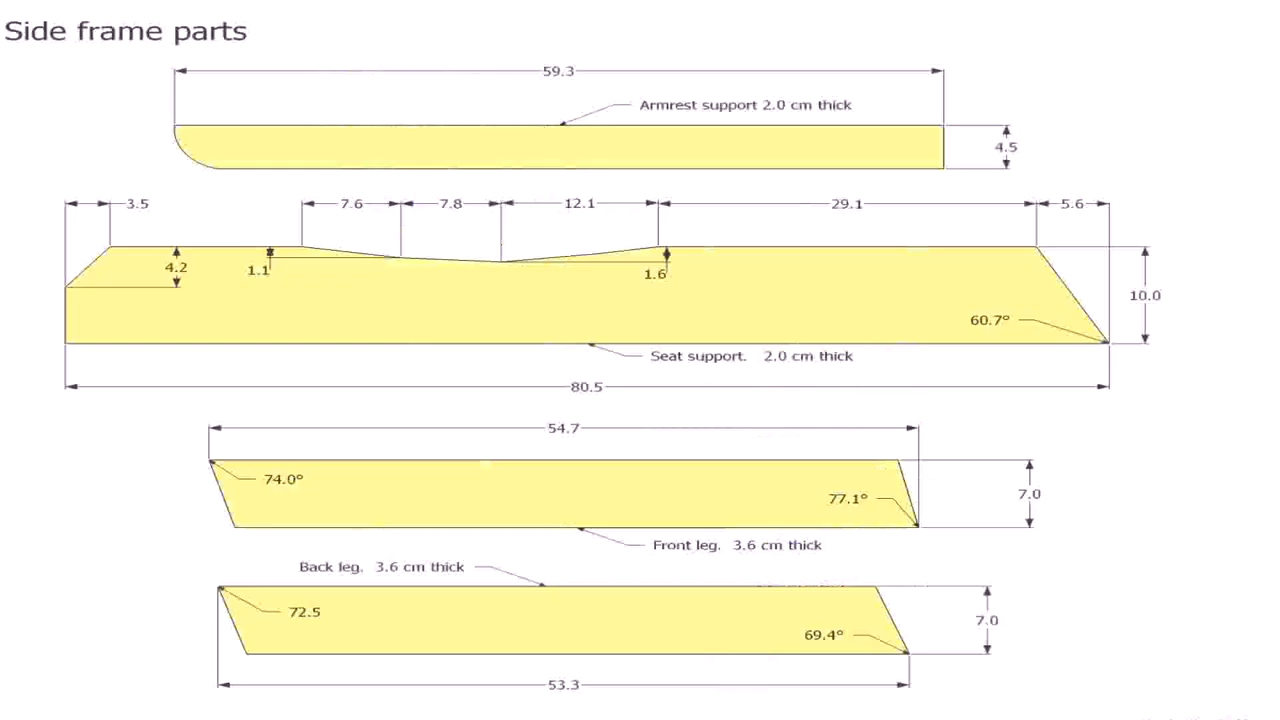 Side frame parts
59.3
Armrest support 2.0 cm thick
4.5
3.5 7.6 7.8 12.1 29.1 5.6
4.2 1.1 1.6
10.0
60.7°
Seat support. 2.0 cm thick
80.5
54.7
74.0°
77.1°
7.0
Front leg. 3.6 cm thick
Back leg. 3.6 cm thick
72.5
7.0
69.4°
53.3